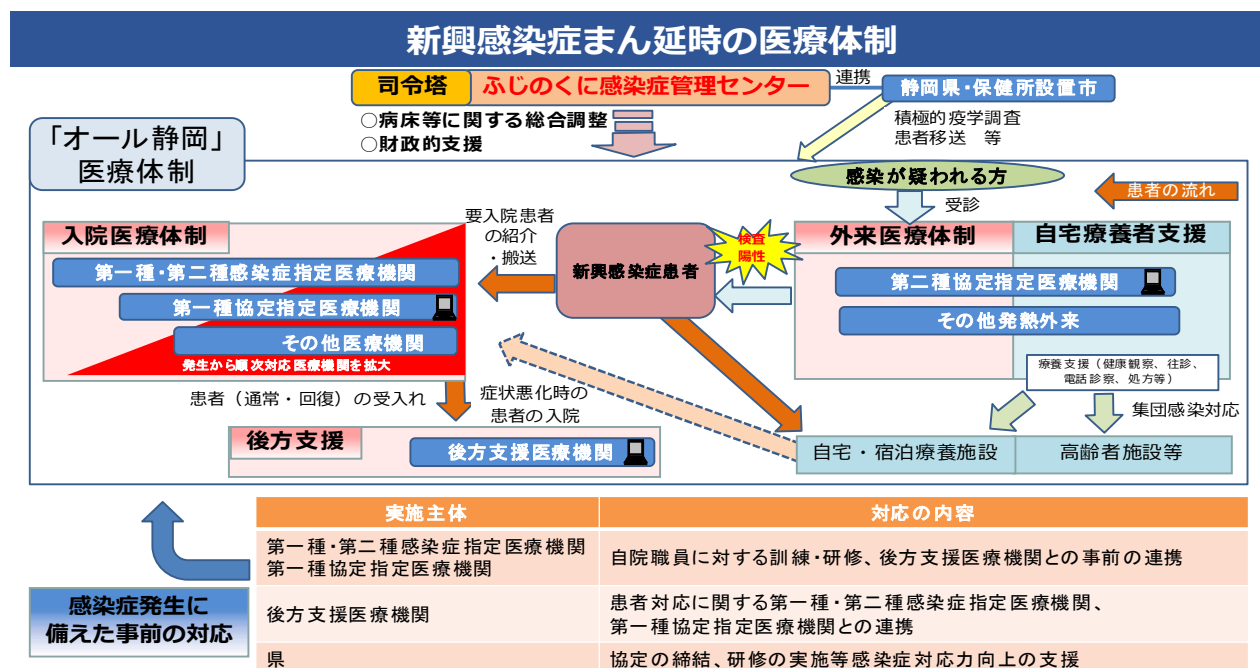 新興感染症まん延時の医療体制
司令塔
ふじのくに感染症管理センター
連携
静岡県・保健所設置市
○病床等に関する総合調整
○財政的支援
積極的疫学調査
患者移送 等
「オール静岡」
医療体制
感染が疑われる方
患者の流れ
受診
入院医療体制
要入院患者
の紹介
・搬送
新興感染症患者
検査
陽性
外来医療体制
自宅療養者支援
第一種・第二種感染症指定医療機関
第一種協定指定医療機関
その他医療機関
発生から順次対応医療機関を拡大
第二種協定指定医療機関
その他発熱外来
療養支援（健康観察、往診、
電話診察、処方等）
集団感染対応
患者（通常・回復）の受入れ
症状悪化時の
患者の入院
後方支援
後方支援医療機関
自宅・宿泊療養施設
高齢者施設等
実施主体
対応の内容
第一種・第二種感染症指定医療機関
第一種協定指定医療機関
自院職員に対する訓練・研修、後方支援医療機関との事前の連携
感染症発生に
備えた事前の対応
後方支援医療機関
患者対応に関する第一種・第二種感染症指定医療機関、
第一種協定指定医療機関との連携
県
協定の締結、研修の実施等感染症対応力向上の支援